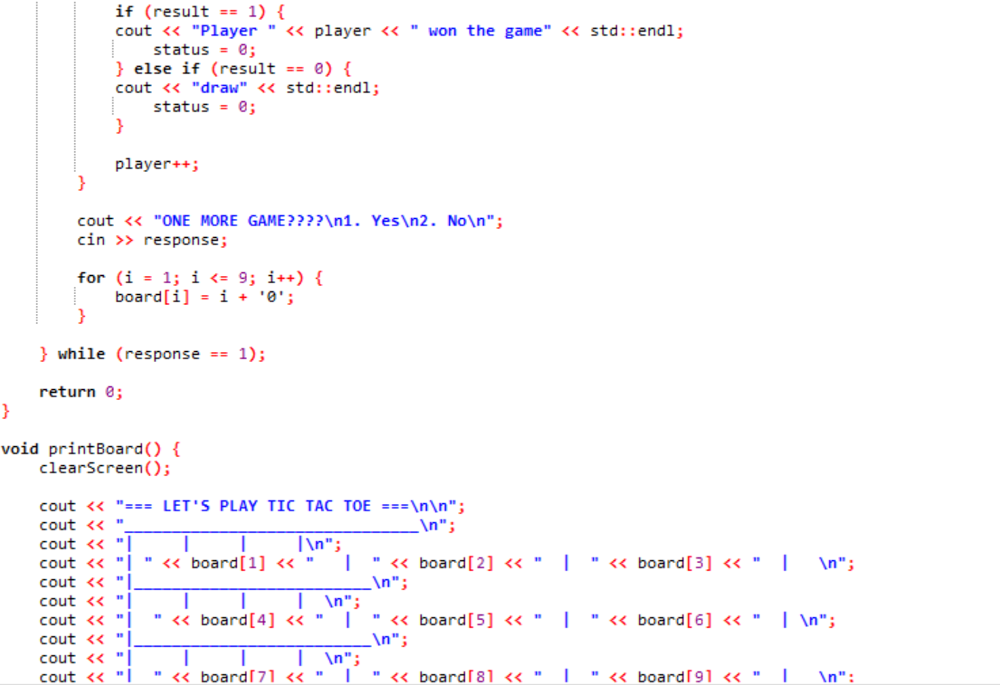 if (result == 1) {
cout << "Player " << player << " won the game" << std::endl;
status = 0;
} else if (result == 0) {
cout << "draw" << std::endl;
status = 0;
}
player++;
}
cout << "ONE MORE GAME????\n1. Yes\n2. No\n";
cin >> response;
for (i = 1; i <= 9; i++) {
board[i] = i + '0';
}
} while (response == 1);
return 0;
}
void printBoard() {
clearScreen();
cout << "=== LET'S PLAY TIC TAC TOE ===\n\n";
cout << "_______________________________\n";
cout << "|     |     |     |\n";
cout << "| " << board[1] << "   |  " << board[2] << "  |  " << board[3] << "  |   \n";
cout << "|_________________________\n";
cout << "|     |     |     |  \n";
cout << "|  " << board[4] << "  |  " << board[5] << "  |  " << board[6] << "  | \n";
cout << "|_________________________\n";
cout << "|     |     |     |  \n";
cout << "|  " << board[7] << "  |  " << board[8] << "  |  " << board[9] << "  |   \n";